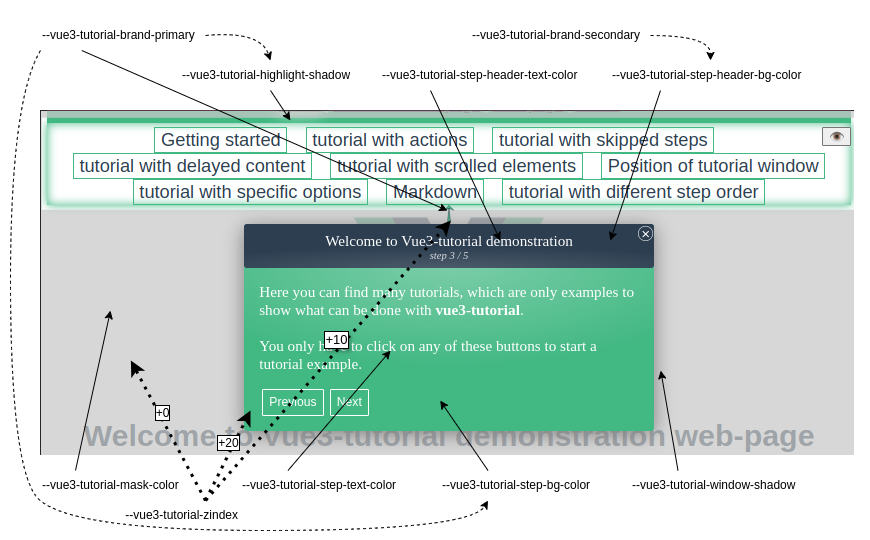 --vue3-tutorial-brand-primary
--vue3-tutorial-brand-secondary
--vue3-tutorial-highlight-shadow
--vue3-tutorial-step-header-text-color
--vue3-tutorial-step-header-bg-color
Getting started
tutorial with actions
tutorial with skipped steps
tutorial with delayed content
tutorial with scrolled elements
Position of tutorial window
tutorial with specific options
Markdown
tutorial with different step order
Welcome to Vue3-tutorial demonstration
step 3 / 5
Here you can find many tutorials, which are only examples to
show what can be done with vue3-tutorial.
+10
You only to click on any of these buttons to start a
tutorial example.
Previous
Next
+0
+20
Welcome to vue3-tutorial demonstration web-page
--vue3-tutorial-mask-color
--vue3-tutorial-step-text-color
--vue3-tutorial-step-bg-color
--vue3-tutorial-window-shadow
--vue3-tutorial-zindex